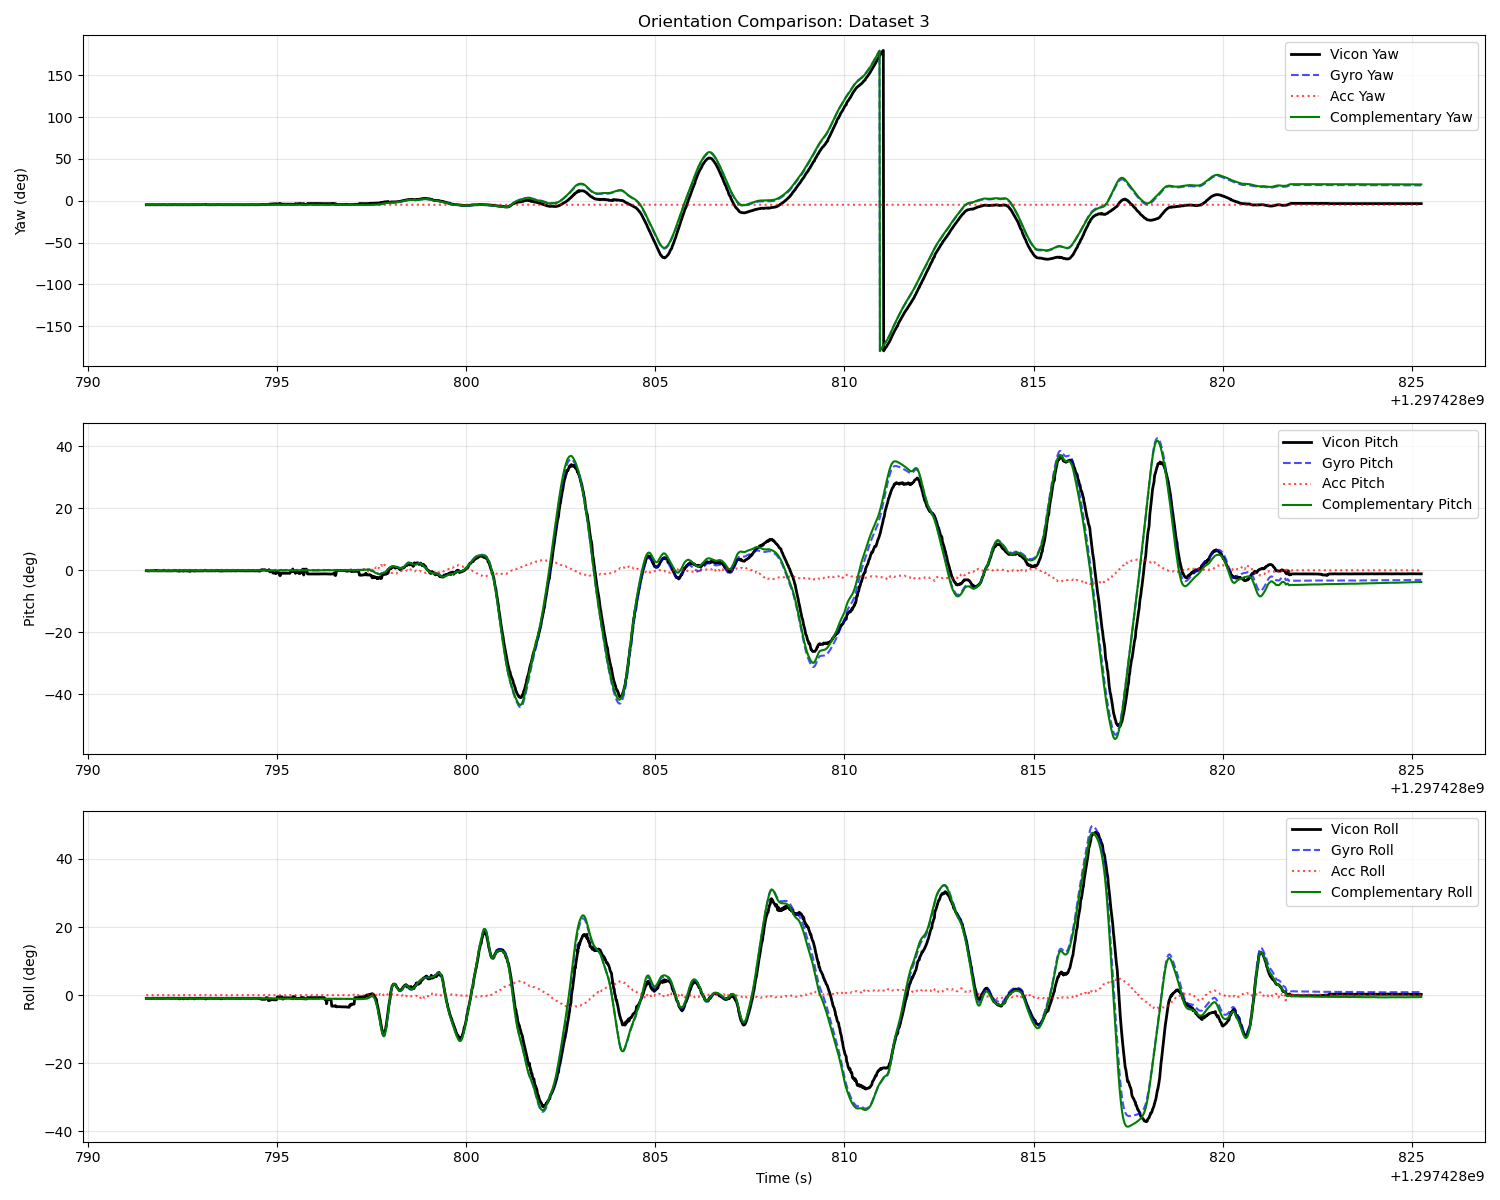 Orientation Comparison: Dataset 3
Yaw (deg)
150
100
50
0
−50
−100
−150
Vicon Yaw
Gyro Yaw
Acc Yaw
Complementary Yaw
790 795 800 805 810 815 820 825
+1.297428e9
Pitch (deg)
40
20
0
−20
−40
Vicon Pitch
Gyro Pitch
Acc Pitch
Complementary Pitch
790 795 800 805 810 815 820 825
+1.297428e9
Roll (deg)
40
20
0
−20
−40
Vicon Roll
Gyro Roll
Acc Roll
Complementary Roll
790 795 800 805 810 815 820 825
+1.297428e9
Time (s)